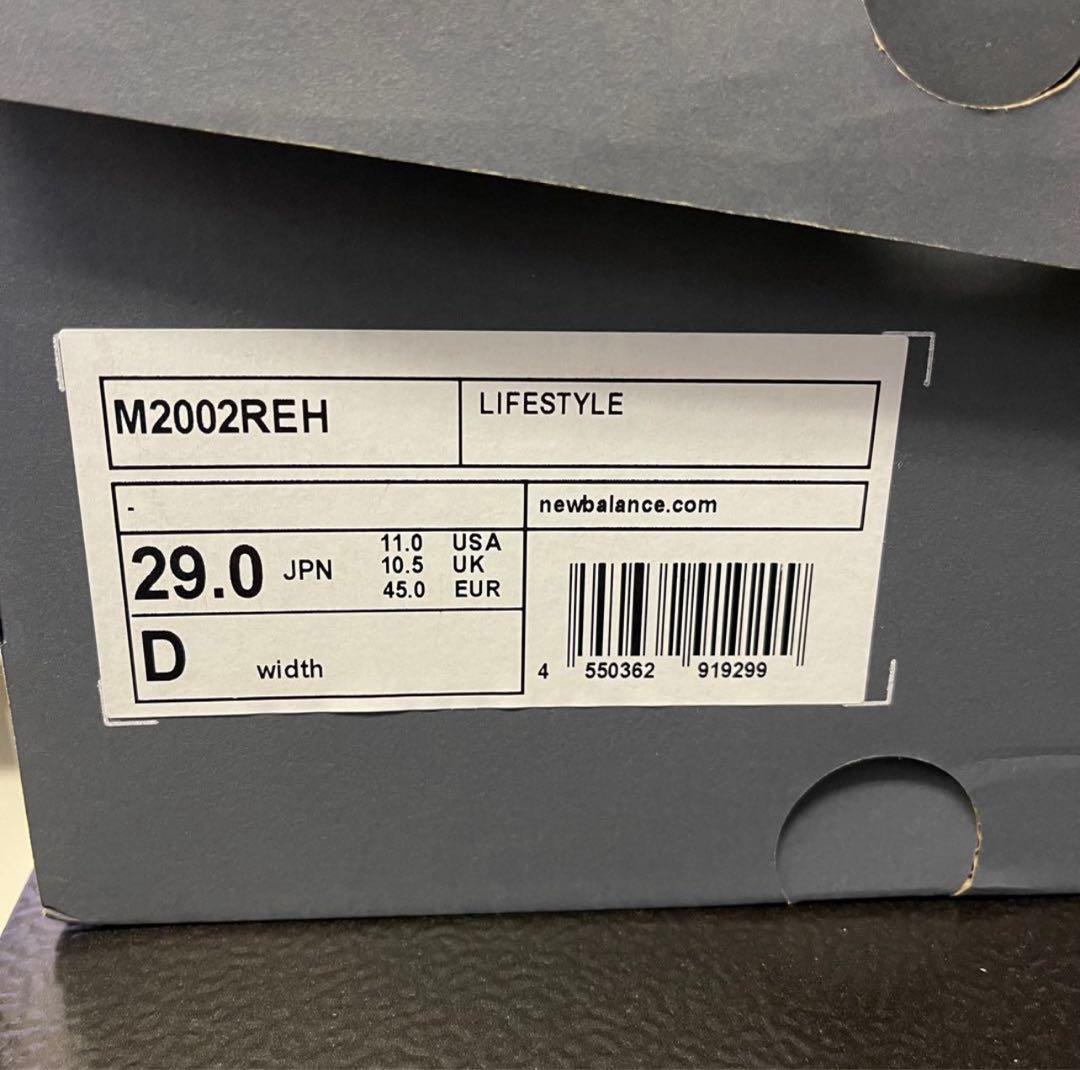 M2002REH
LIFESTYLE
-
newbalance.com
29.0 JPN
11.0 USA
10.5 UK
45.0 EUR
D width
4 550362 919299